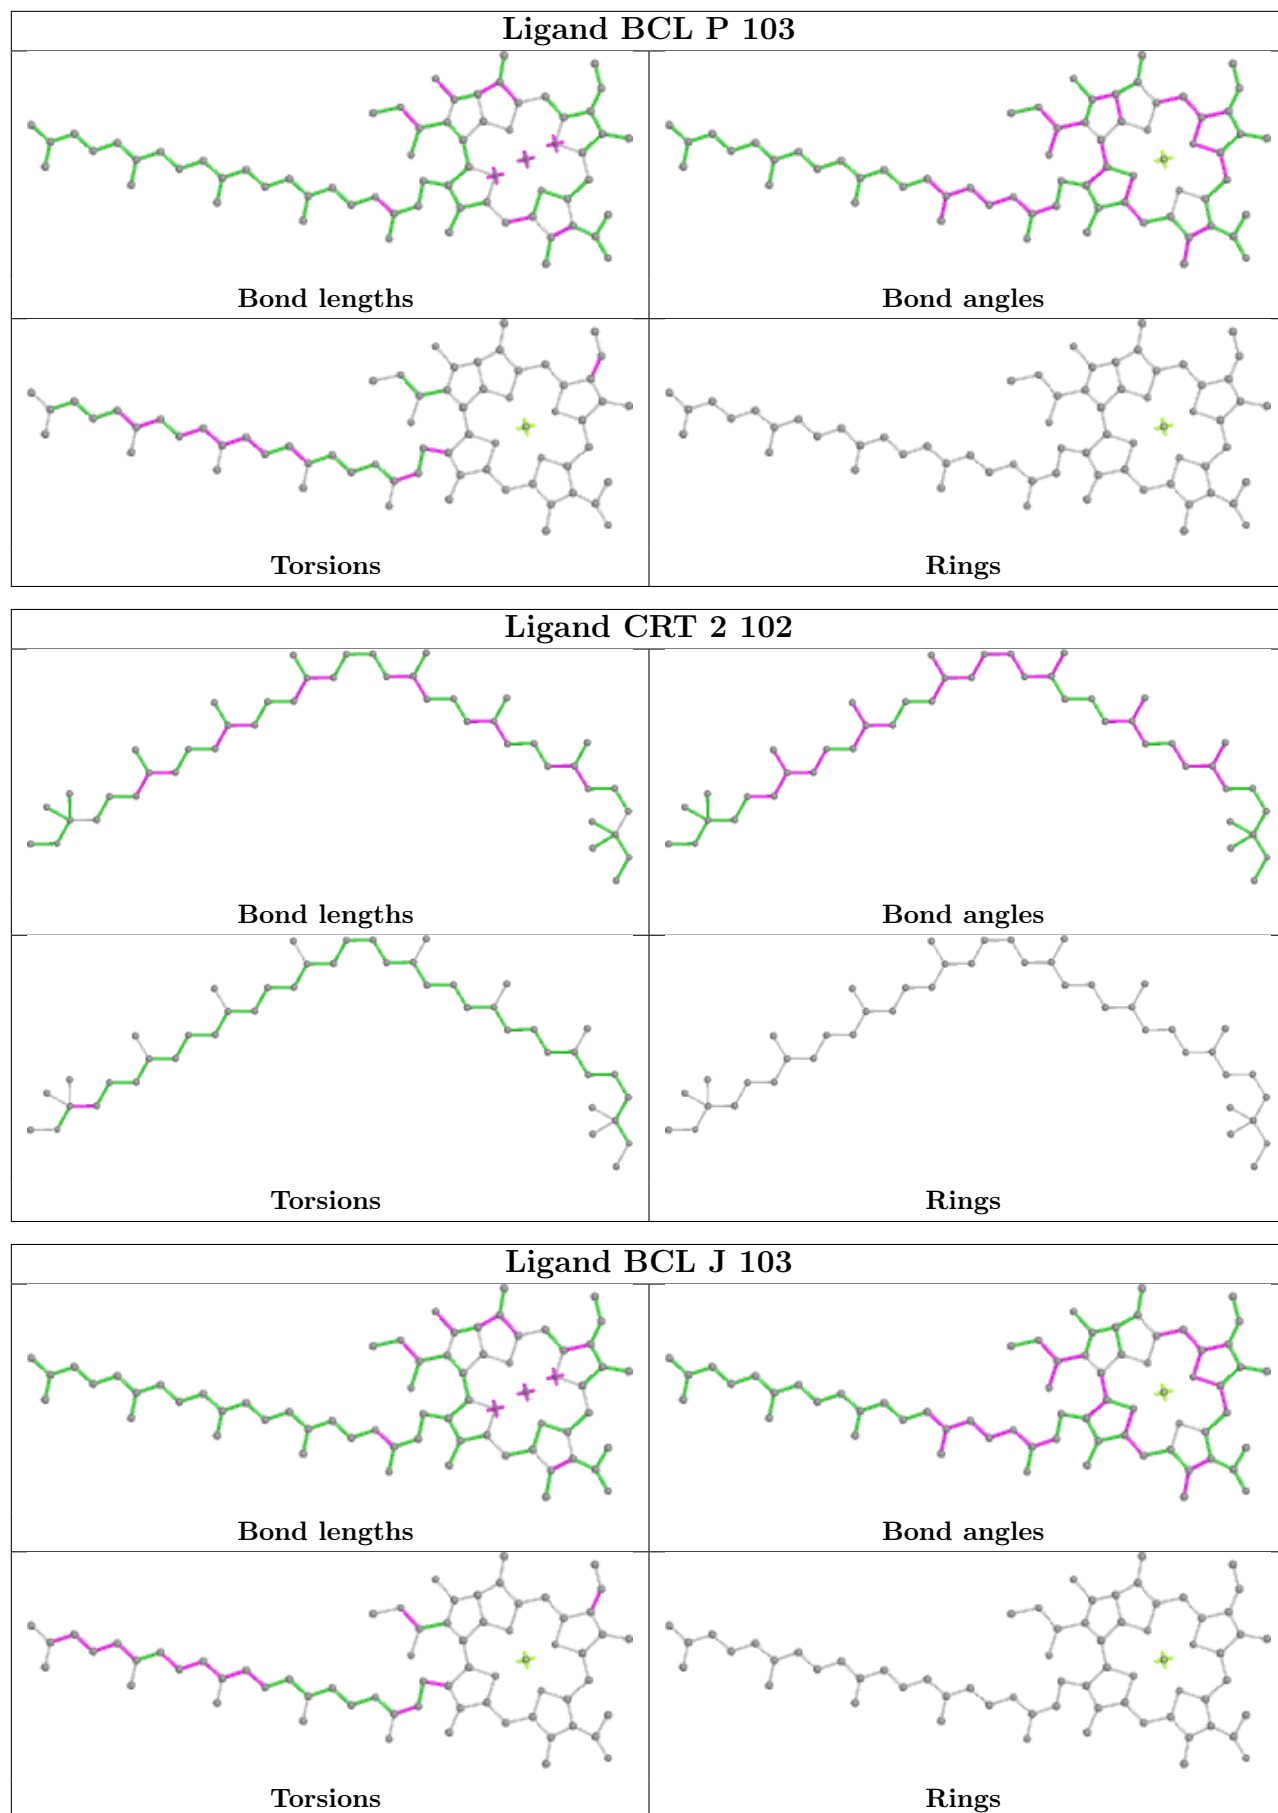 Ligand BCL P 103
Bond lengths
Bond angles
Torsions
Rings
Ligand CRT 2 102
Bond lengths
Bond angles
Torsions
Rings
Ligand BCL J 103
Bond lengths
Bond angles
Torsions
Rings